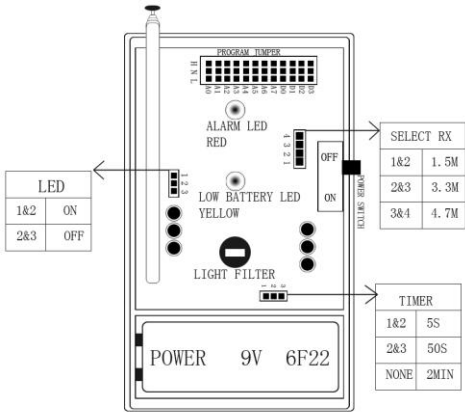 PROGRAM JUMPER
H N L
A0 A1 A2 A3 A4 A5 A6 A7 D0 D1 D2 D3
ALARM LED
RED
4 3 2 1
OFF
ON
POWER SWITCH
SELECT RX
1&2 1.5M
2&3 3.3M
3&4 4.7M
LED
1&2 ON
2&3 OFF
1 2 3
LOW BATTERY LED
YELLOW
LIGHT FILTER
1 2 3
TIMER
1&2 5S
2&3 50S
NONE 2MIN
POWER 9V 6F22